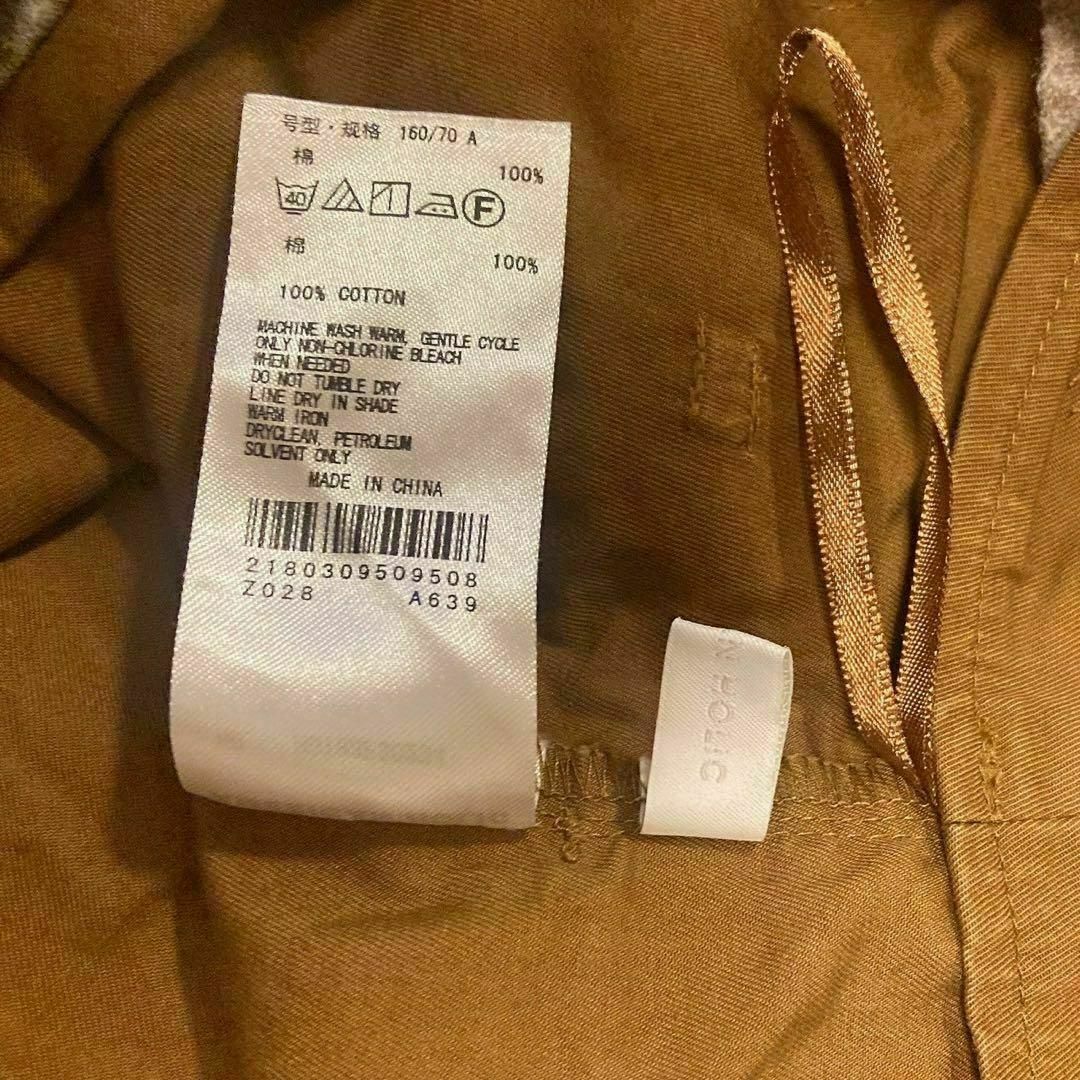 号型・规格 160/70 A
棉 100%
40 F
棉 100%
100% COTTON
MACHINE WASH WARM, GENTLE CYCLE
ONLY NON-CHLORINE BLEACH
WHEN NEEDED
DO NOT TUMBLE DRY
LINE DRY IN SHADE
WARM IRON
DRYCLEAN, PETROLEUM
SOLVENT ONLY
MADE IN CHINA
2180309509508
Z028 A639